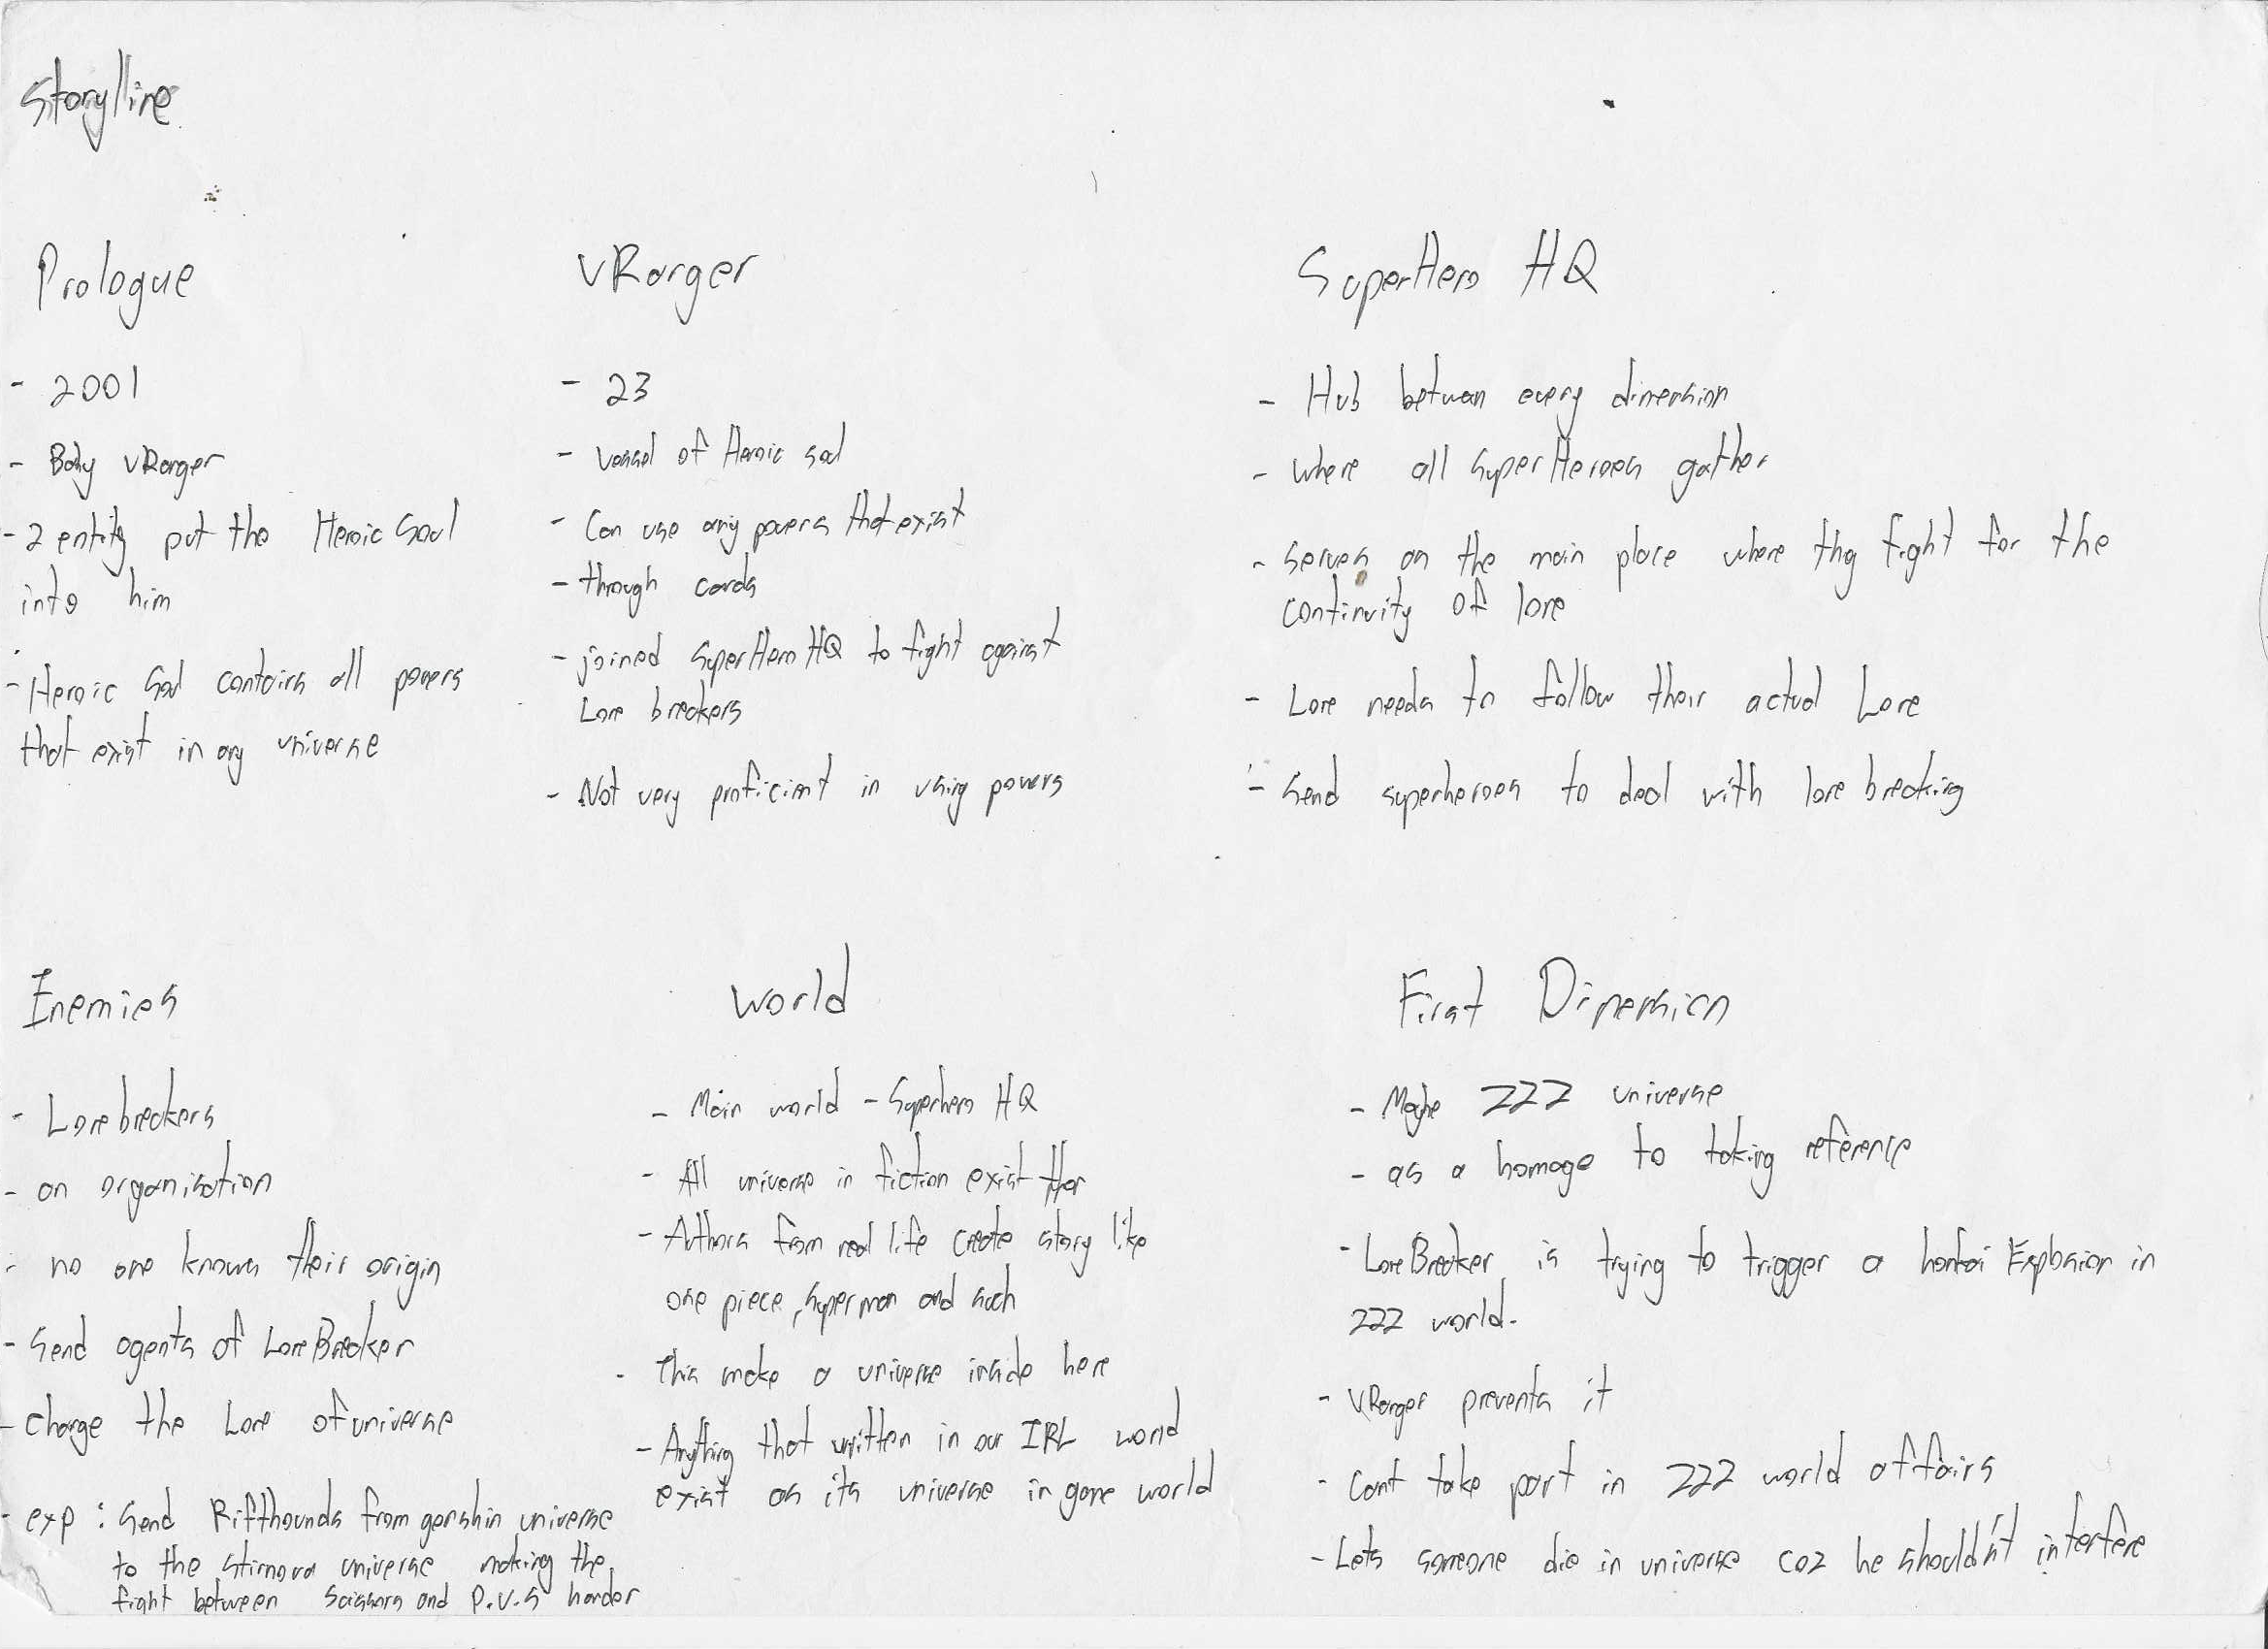 Storyline
Prologue
- 2001
- Baby vRanger
- 2 entity put the Heroic Soul
into him
- Heroic Soul contains all powers
that exist in any universe
vRanger
- 23
- vessel of Heroic soul
- Can use any powers that exist
- through cards
- joined SuperHero HQ to fight against
Lore breakers
- Not very proficient in using powers
SuperHero HQ
- Hub between every dimension
- where all SuperHeroes gather
- Serves as the main place where they fight for the
continuity of lore
- Lore needs to follow their actual Lore
- Send superheroes to deal with lore breaking
Enemies
- Lorebreakers
- an organisation
- no one knows their origin
- Send agents of LoreBreaker
- Change the Lore of universe
- exp : Send Rifthounds from genshin universe
to the universe making the
fight between Scissors and P.V.S harder
World
- Main world - Superhero HQ
- All universe in fiction exist
- Authors from real life create story like
one piece, superman and such
- This make a universe inside here
- Anything that written in our IRL world
exist as its universe in game world
First Dimension
- Maybe ZZZ universe
- as a homage to taking reference
- LoreBreaker is trying to trigger a honkai Explosion in
ZZZ world.
- VRanger prevents it
- Cant take part in ZZZ world affairs
- Lets someone die in universe coz he shouldn't interfere